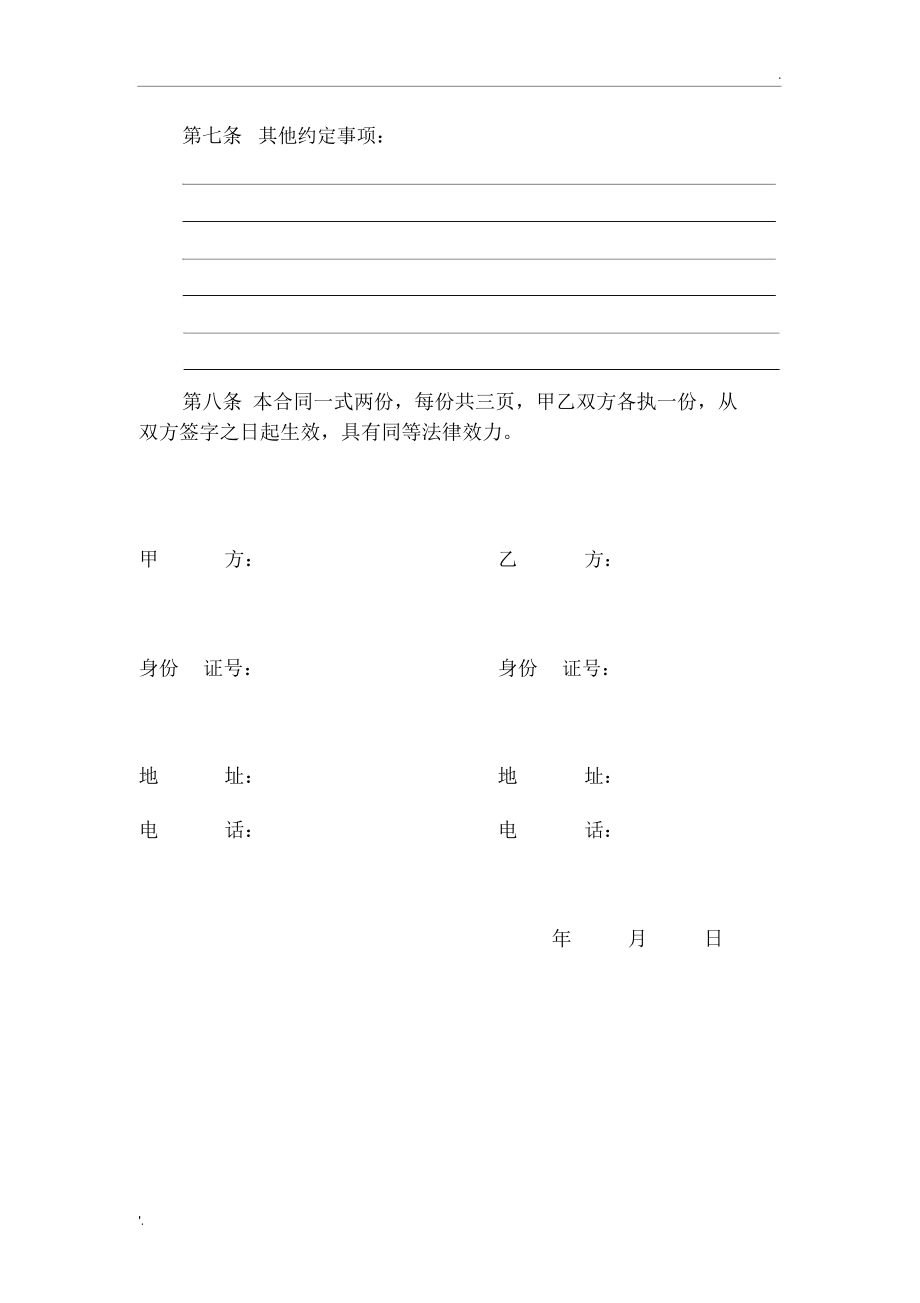 .
第七条 其他约定事项：
第八条 本合同一式两份，每份共三页，甲乙双方各执一份，从
双方签字之日起生效，具有同等法律效力。
甲 方： 乙 方：
身份 证号： 身份 证号：
地 址： 地 址：
电 话： 电 话：
年 月 日
'.